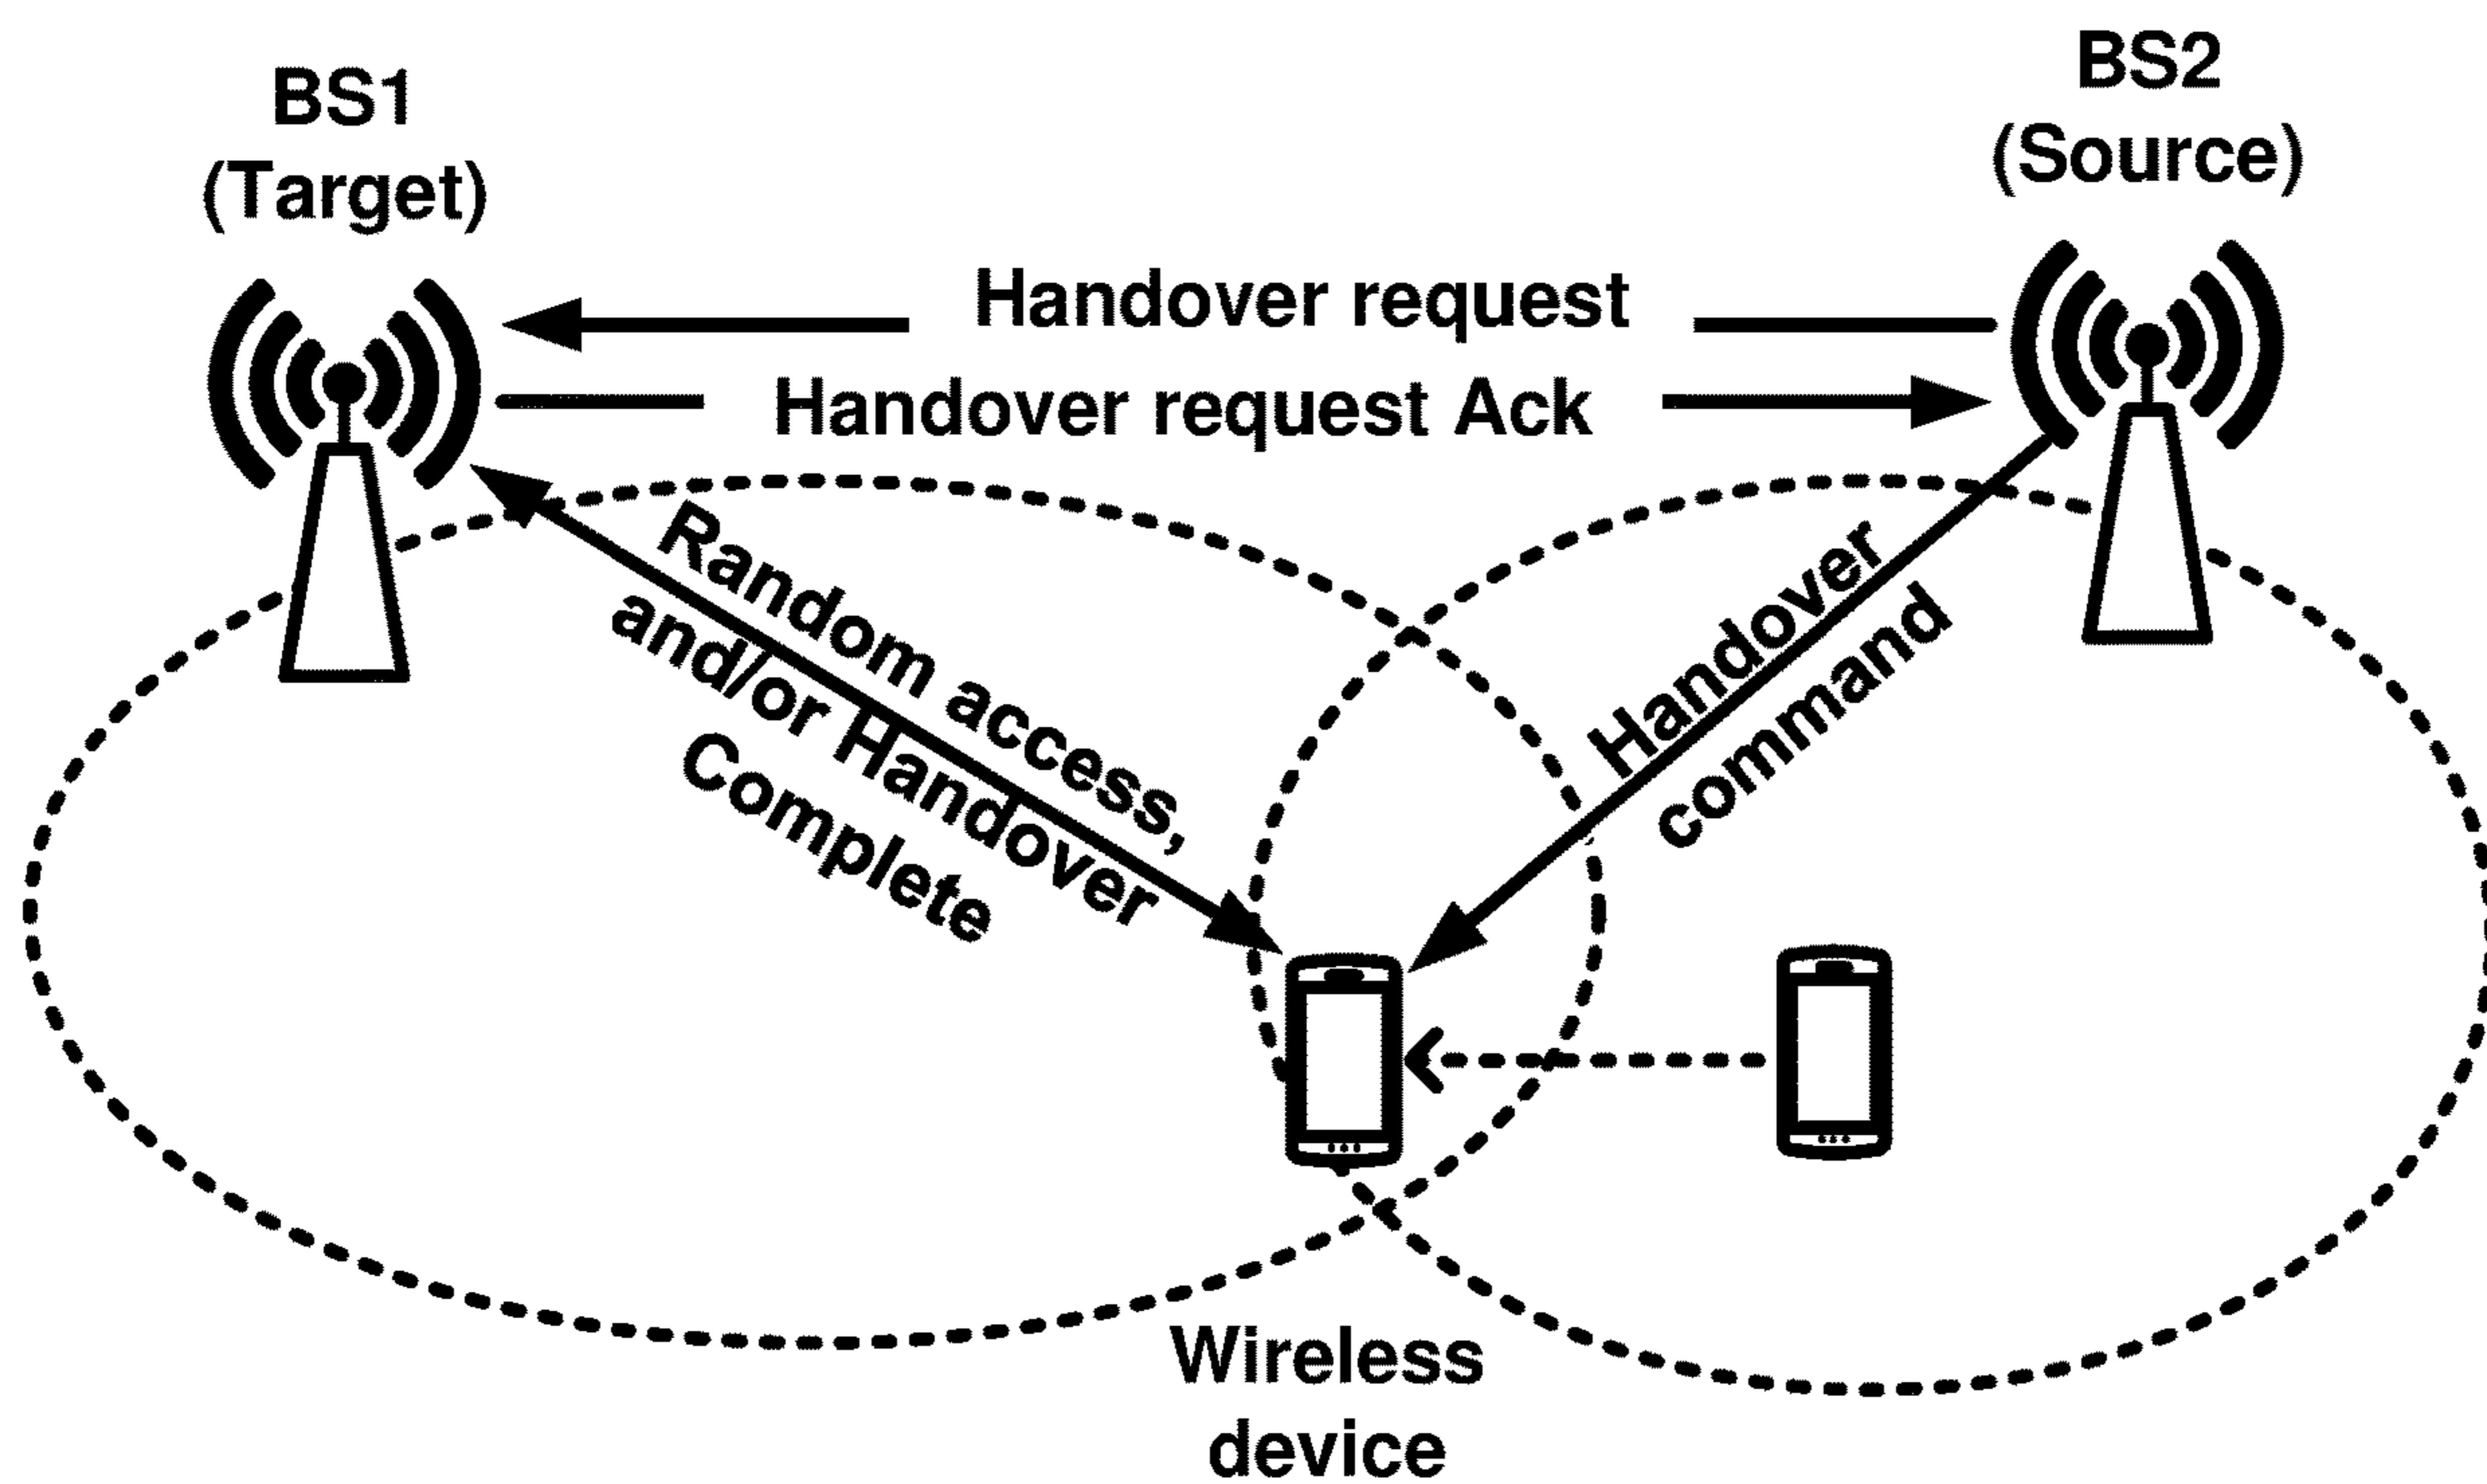 BS1
(Target)
BS2
(Source)
Handover request
Handover request Ack
Random access,
and/or Handover
Complete
Handover
command
Wireless
device